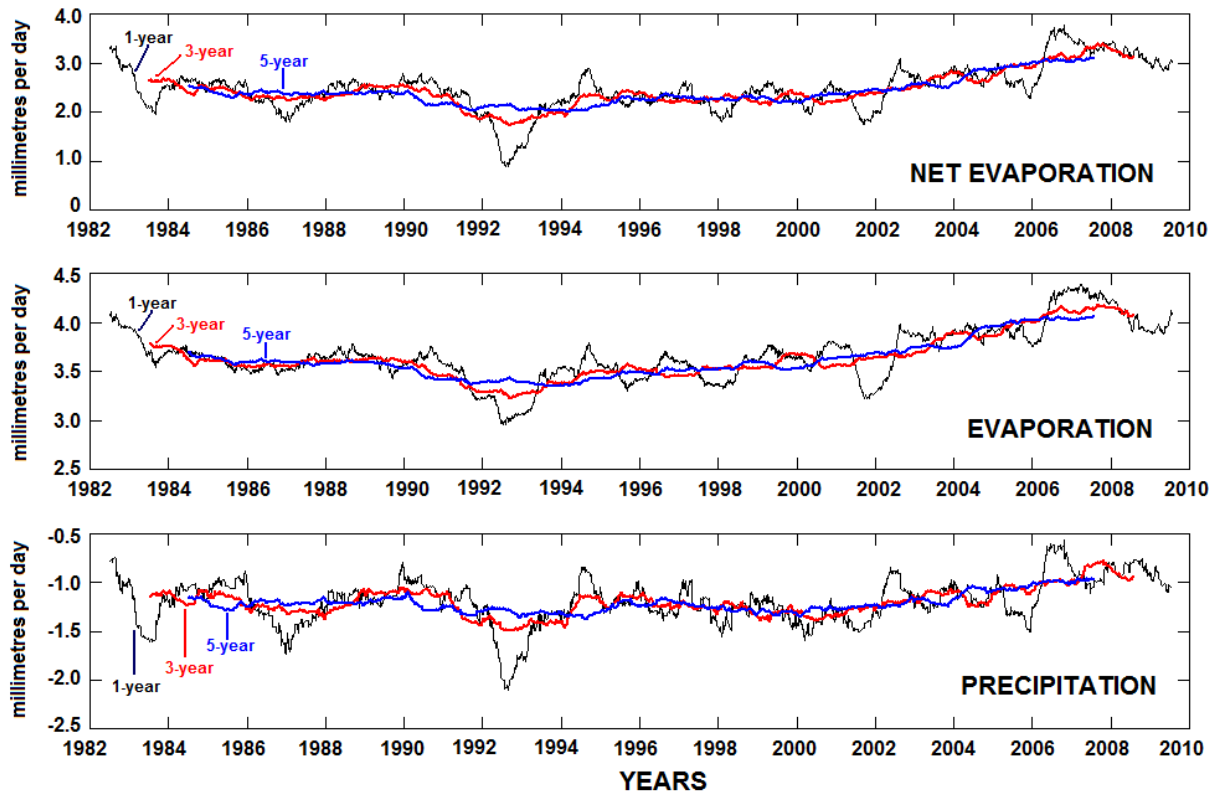 millimetres per day
4.0
3.0
2.0
1.0
0
1-year
3-year
5-year
NET EVAPORATION
1982 1984 1986 1988 1990 1992 1994 1996 1998 2000 2002 2004 2006 2008 2010
millimetres per day
4.5
4.0
3.5
3.0
2.5
1-year
3-year
5-year
EVAPORATION
1982 1984 1986 1988 1990 1992 1994 1996 1998 2000 2002 2004 2006 2008 2010
millimetres per day
-0.5
-1.0
-1.5
-2.0
-2.5
5-year
3-year
1-year
PRECIPITATION
1982 1984 1986 1988 1990 1992 1994 1996 1998 2000 2002 2004 2006 2008 2010
YEARS